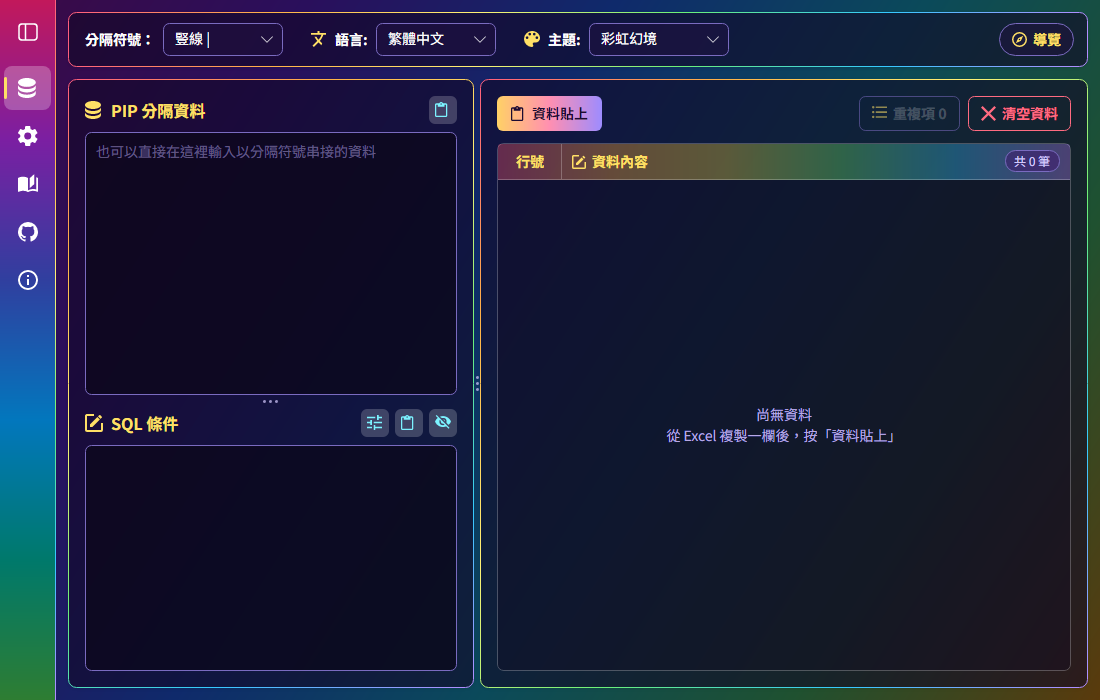 分隔符號： 豎線 | 語言: 繁體中文 主題: 彩虹幻境 導覽
PIP 分隔資料
也可以直接在這裡輸入以分隔符號串接的資料
SQL 條件
資料貼上 重複項 0 清空資料
行號 資料內容 共 0 筆
尚無資料
從 Excel 複製一欄後，按「資料貼上」